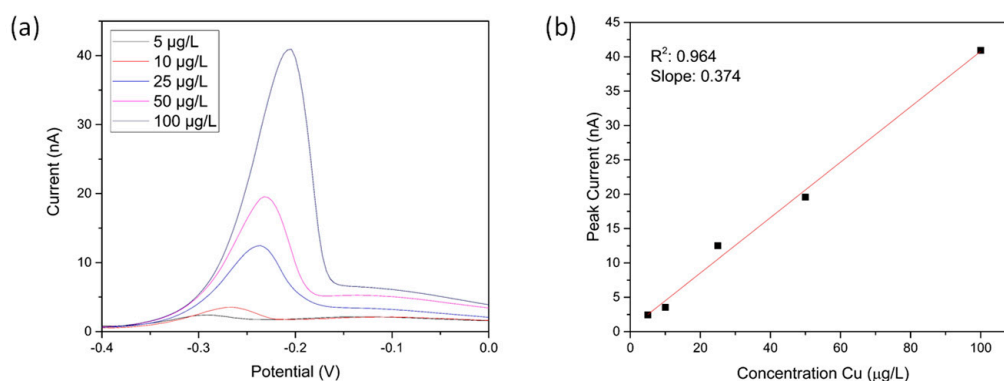 (a)
5 µg/L
10 µg/L
25 µg/L
50 µg/L
100 µg/L
Current (nA)
40
30
20
10
0
-0.4
-0.3
-0.2
-0.1
0.0
Potential (V)
(b)
R²: 0.964
Slope: 0.374
Peak Current (nA)
45
40
35
30
25
20
15
10
5
0
0
20
40
60
80
100
Concentration Cu (µg/L)